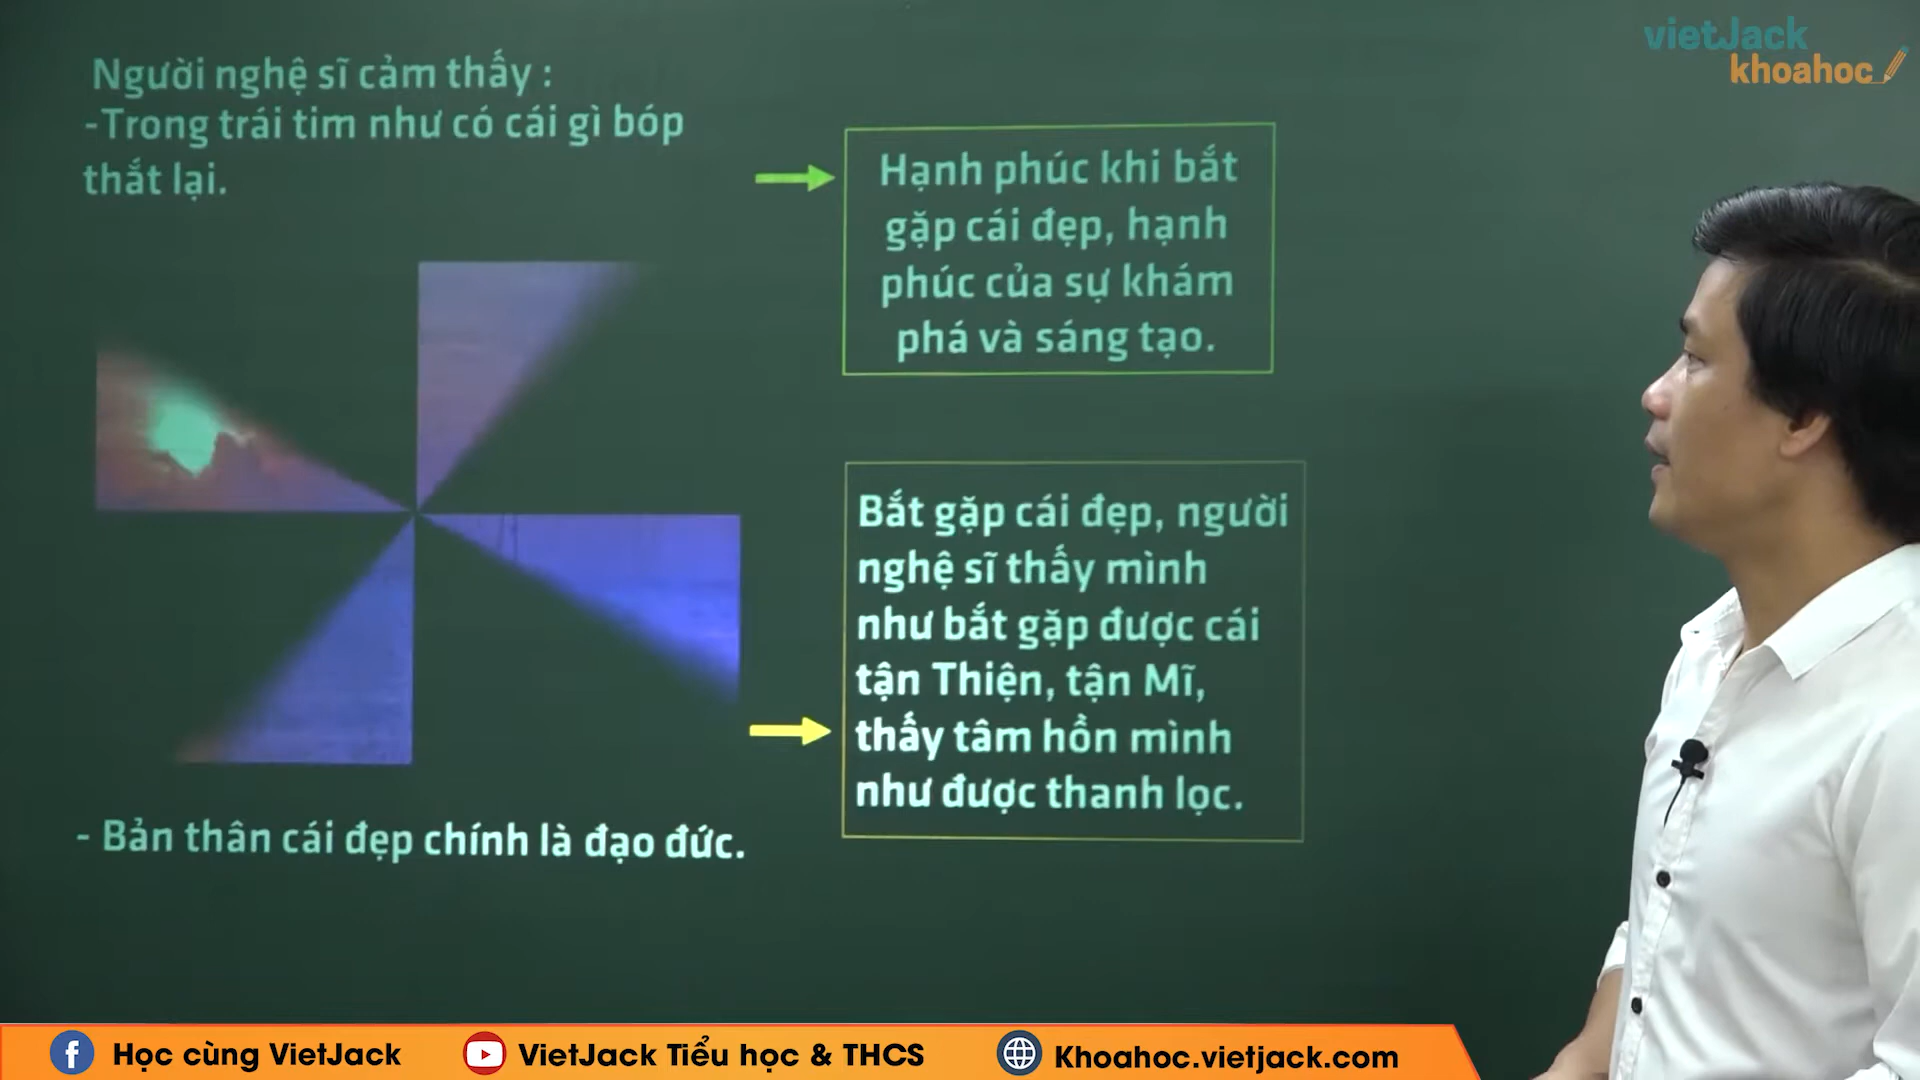 vietJack
khoahoc
Người nghệ sĩ cảm thấy :
-Trong trái tim như có cái gì bóp
thắt lại.
Hạnh phúc khi bắt
gặp cái đẹp, hạnh
phúc của sự khám
phá và sáng tạo.
Bắt gặp cái đẹp, người
nghệ sĩ thấy mình
như bắt gặp được cái
tận Thiện, tận Mĩ,
thấy tâm hồn mình
như được thanh lọc.
- Bản thân cái đẹp chính là đạo đức.
Học cùng VietJack
VietJack Tiểu học & THCS
Khoahoc.vietjack.com